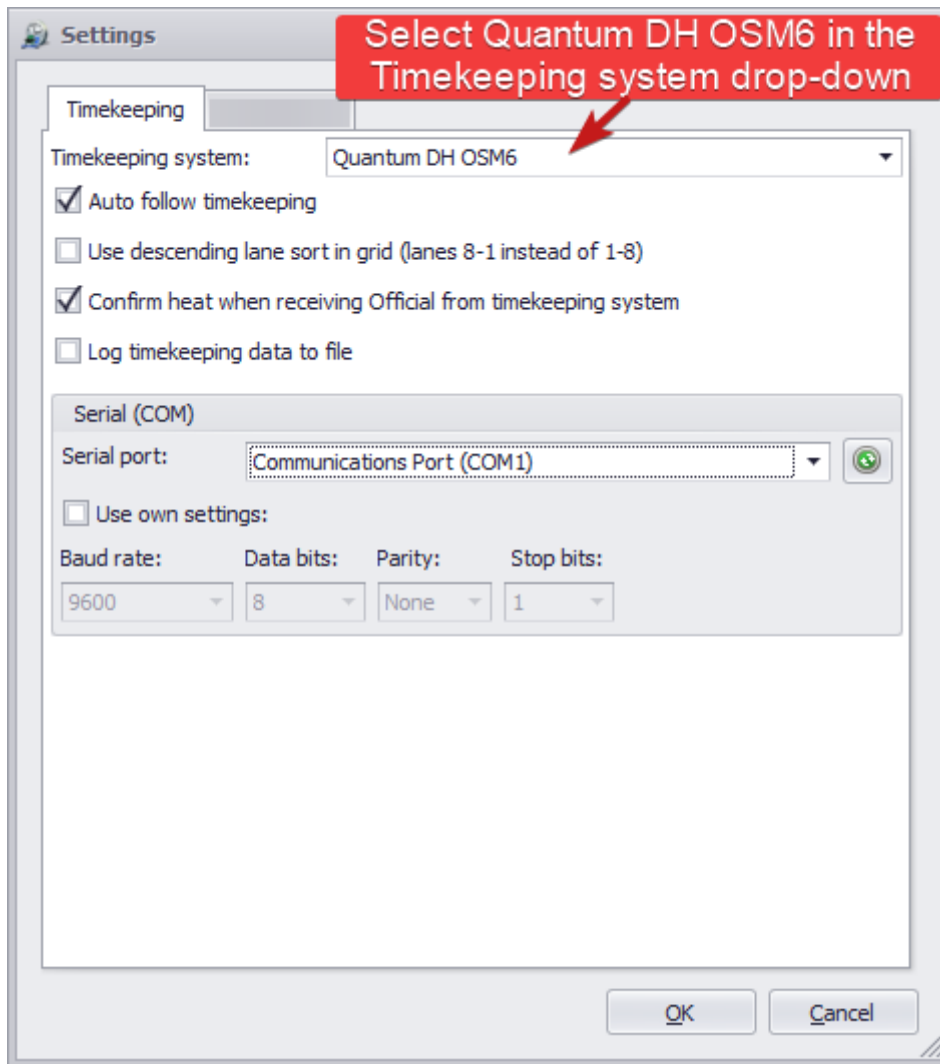 Settings
Select Quantum DH OSM6 in the
Timekeeping system drop-down
Timekeeping
Timekeeping system:
Quantum DH OSM6
Auto follow timekeeping
Use descending lane sort in grid (lanes 8-1 instead of 1-8)
Confirm heat when receiving Official from timekeeping system
Log timekeeping data to file
Serial (COM)
Serial port:
Communications Port (COM1)
Use own settings:
Baud rate: Data bits: Parity: Stop bits:
9600 8 None 1
OK Cancel